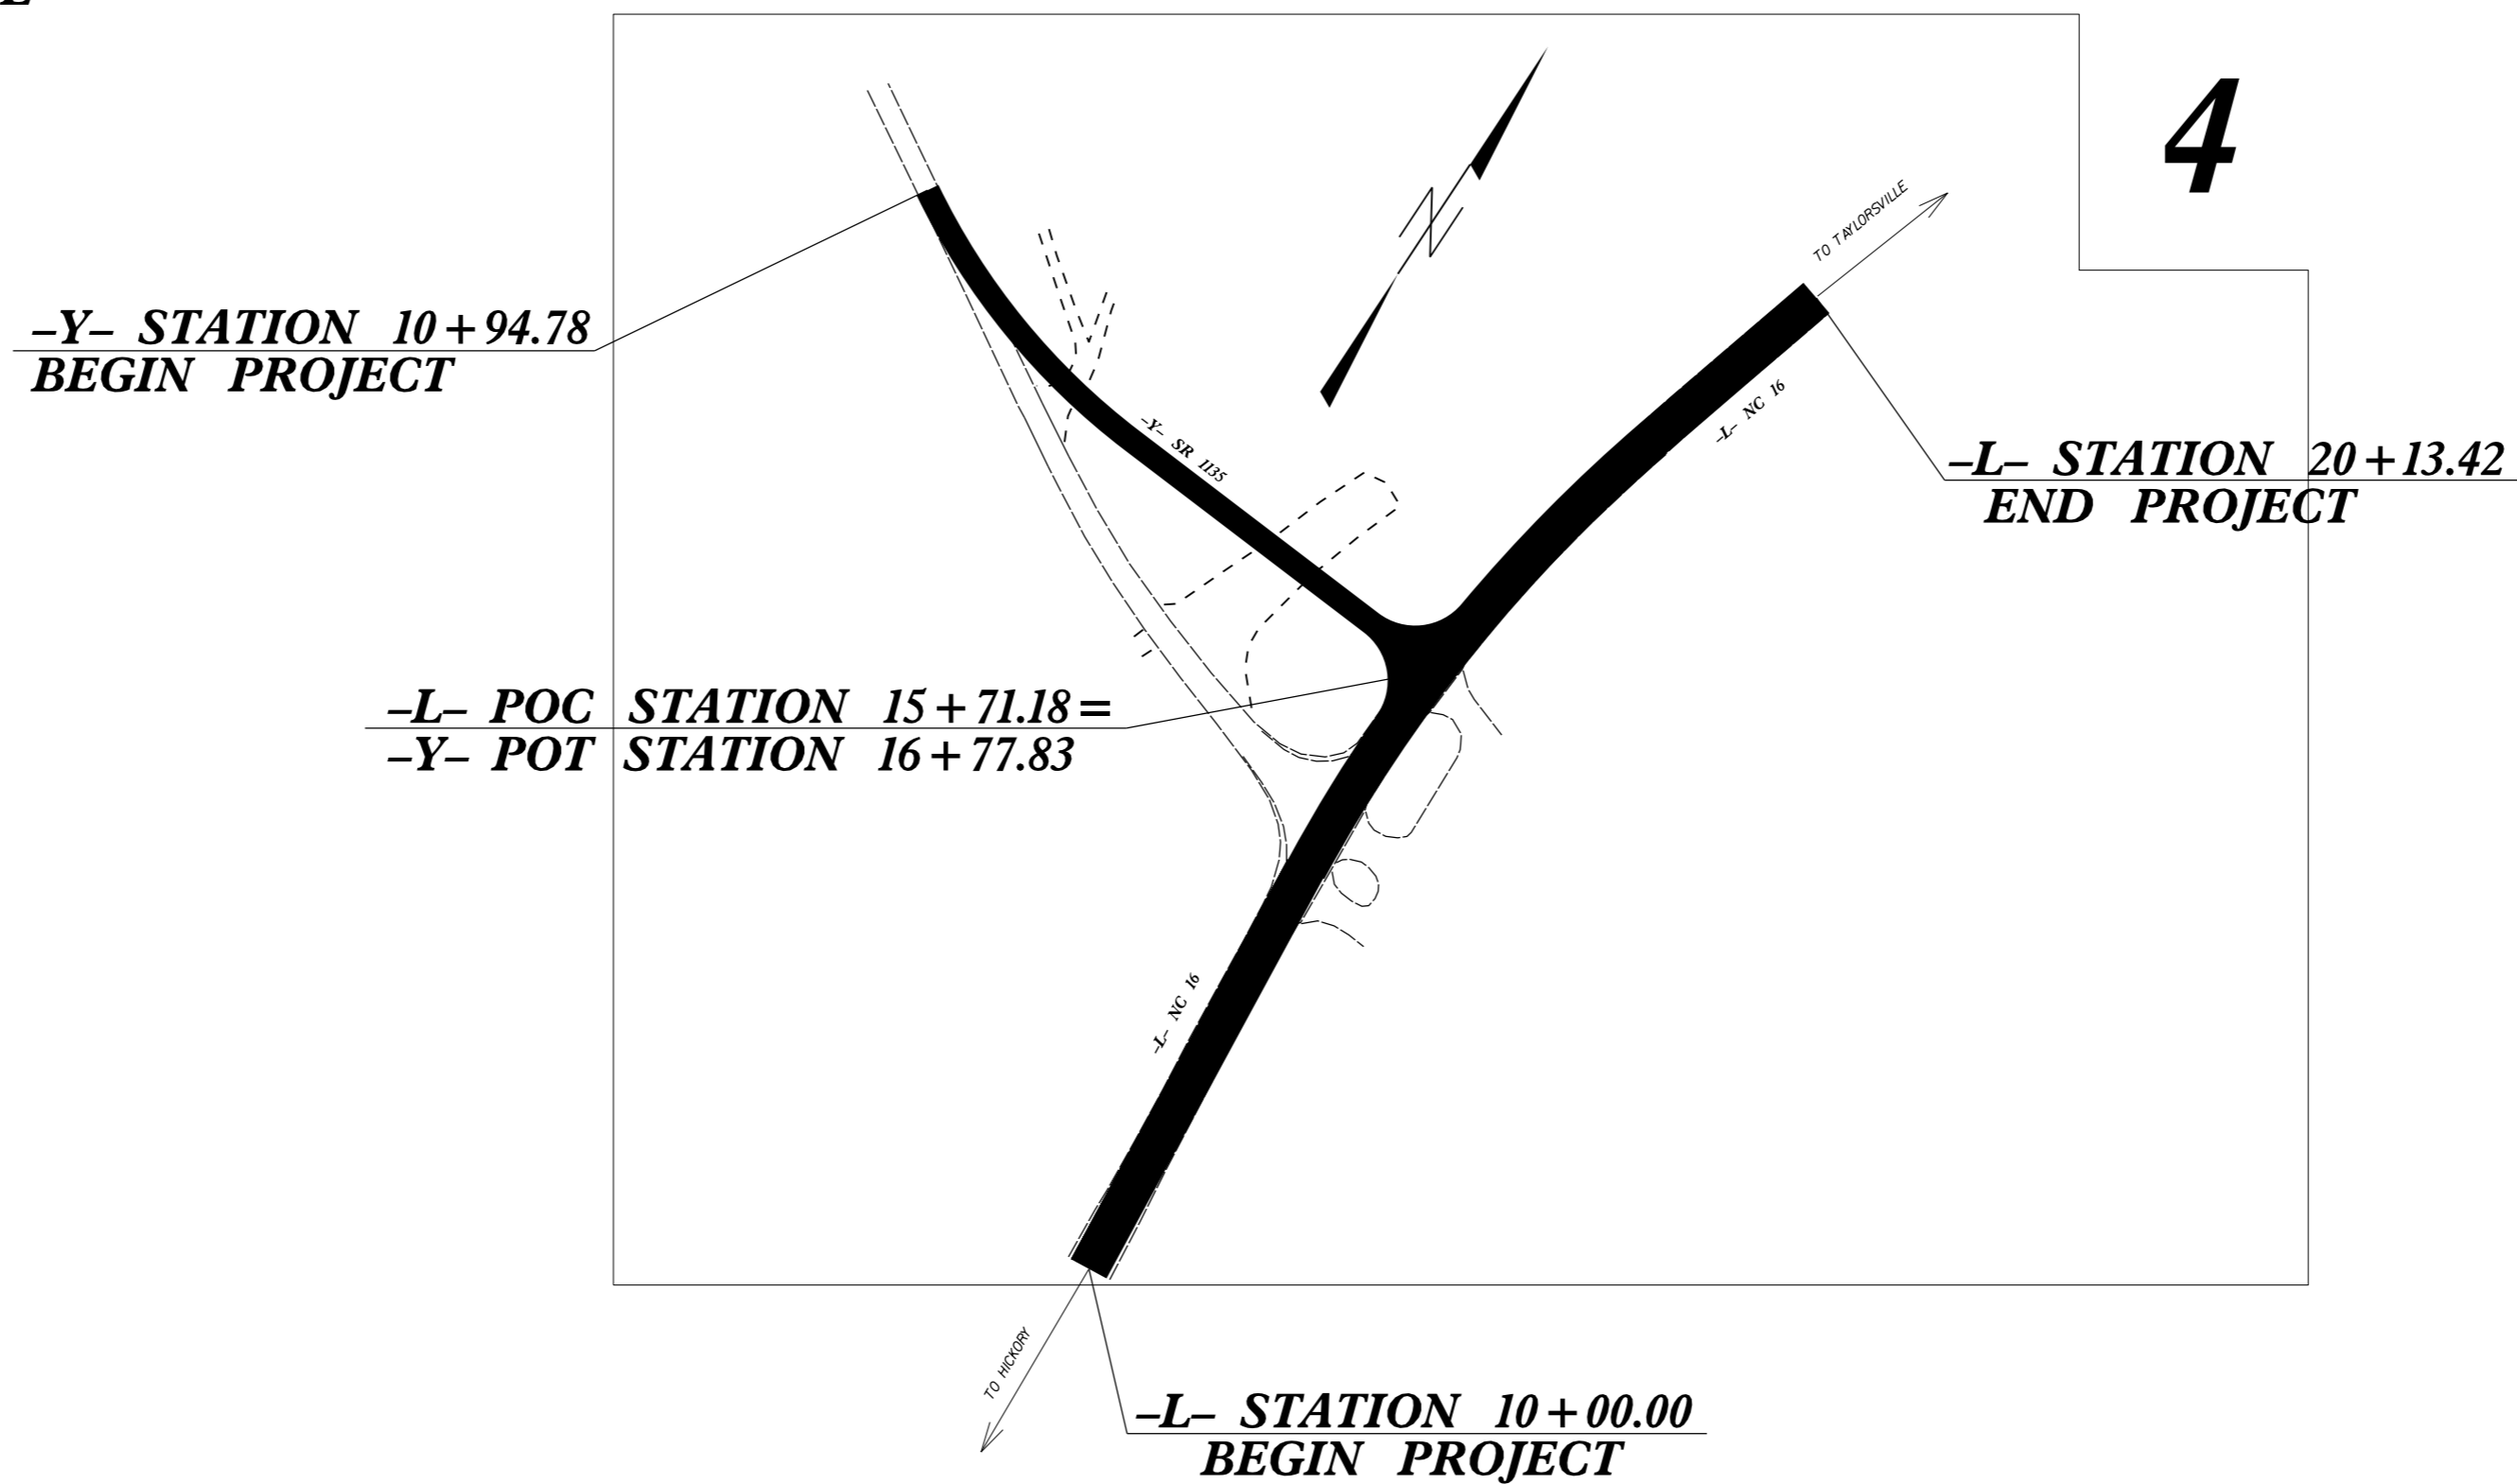 4
TO TAYLORSVILLE
–Y– STATION 10+94.78
BEGIN PROJECT
–Y– SR 1135
–L– NC 16
–L– STATION 20+13.42
END PROJECT
–L– POC STATION 15+71.18=
–Y– POT STATION 16+77.83
–L– NC 16
TO HICKORY
–L– STATION 10+00.00
BEGIN PROJECT